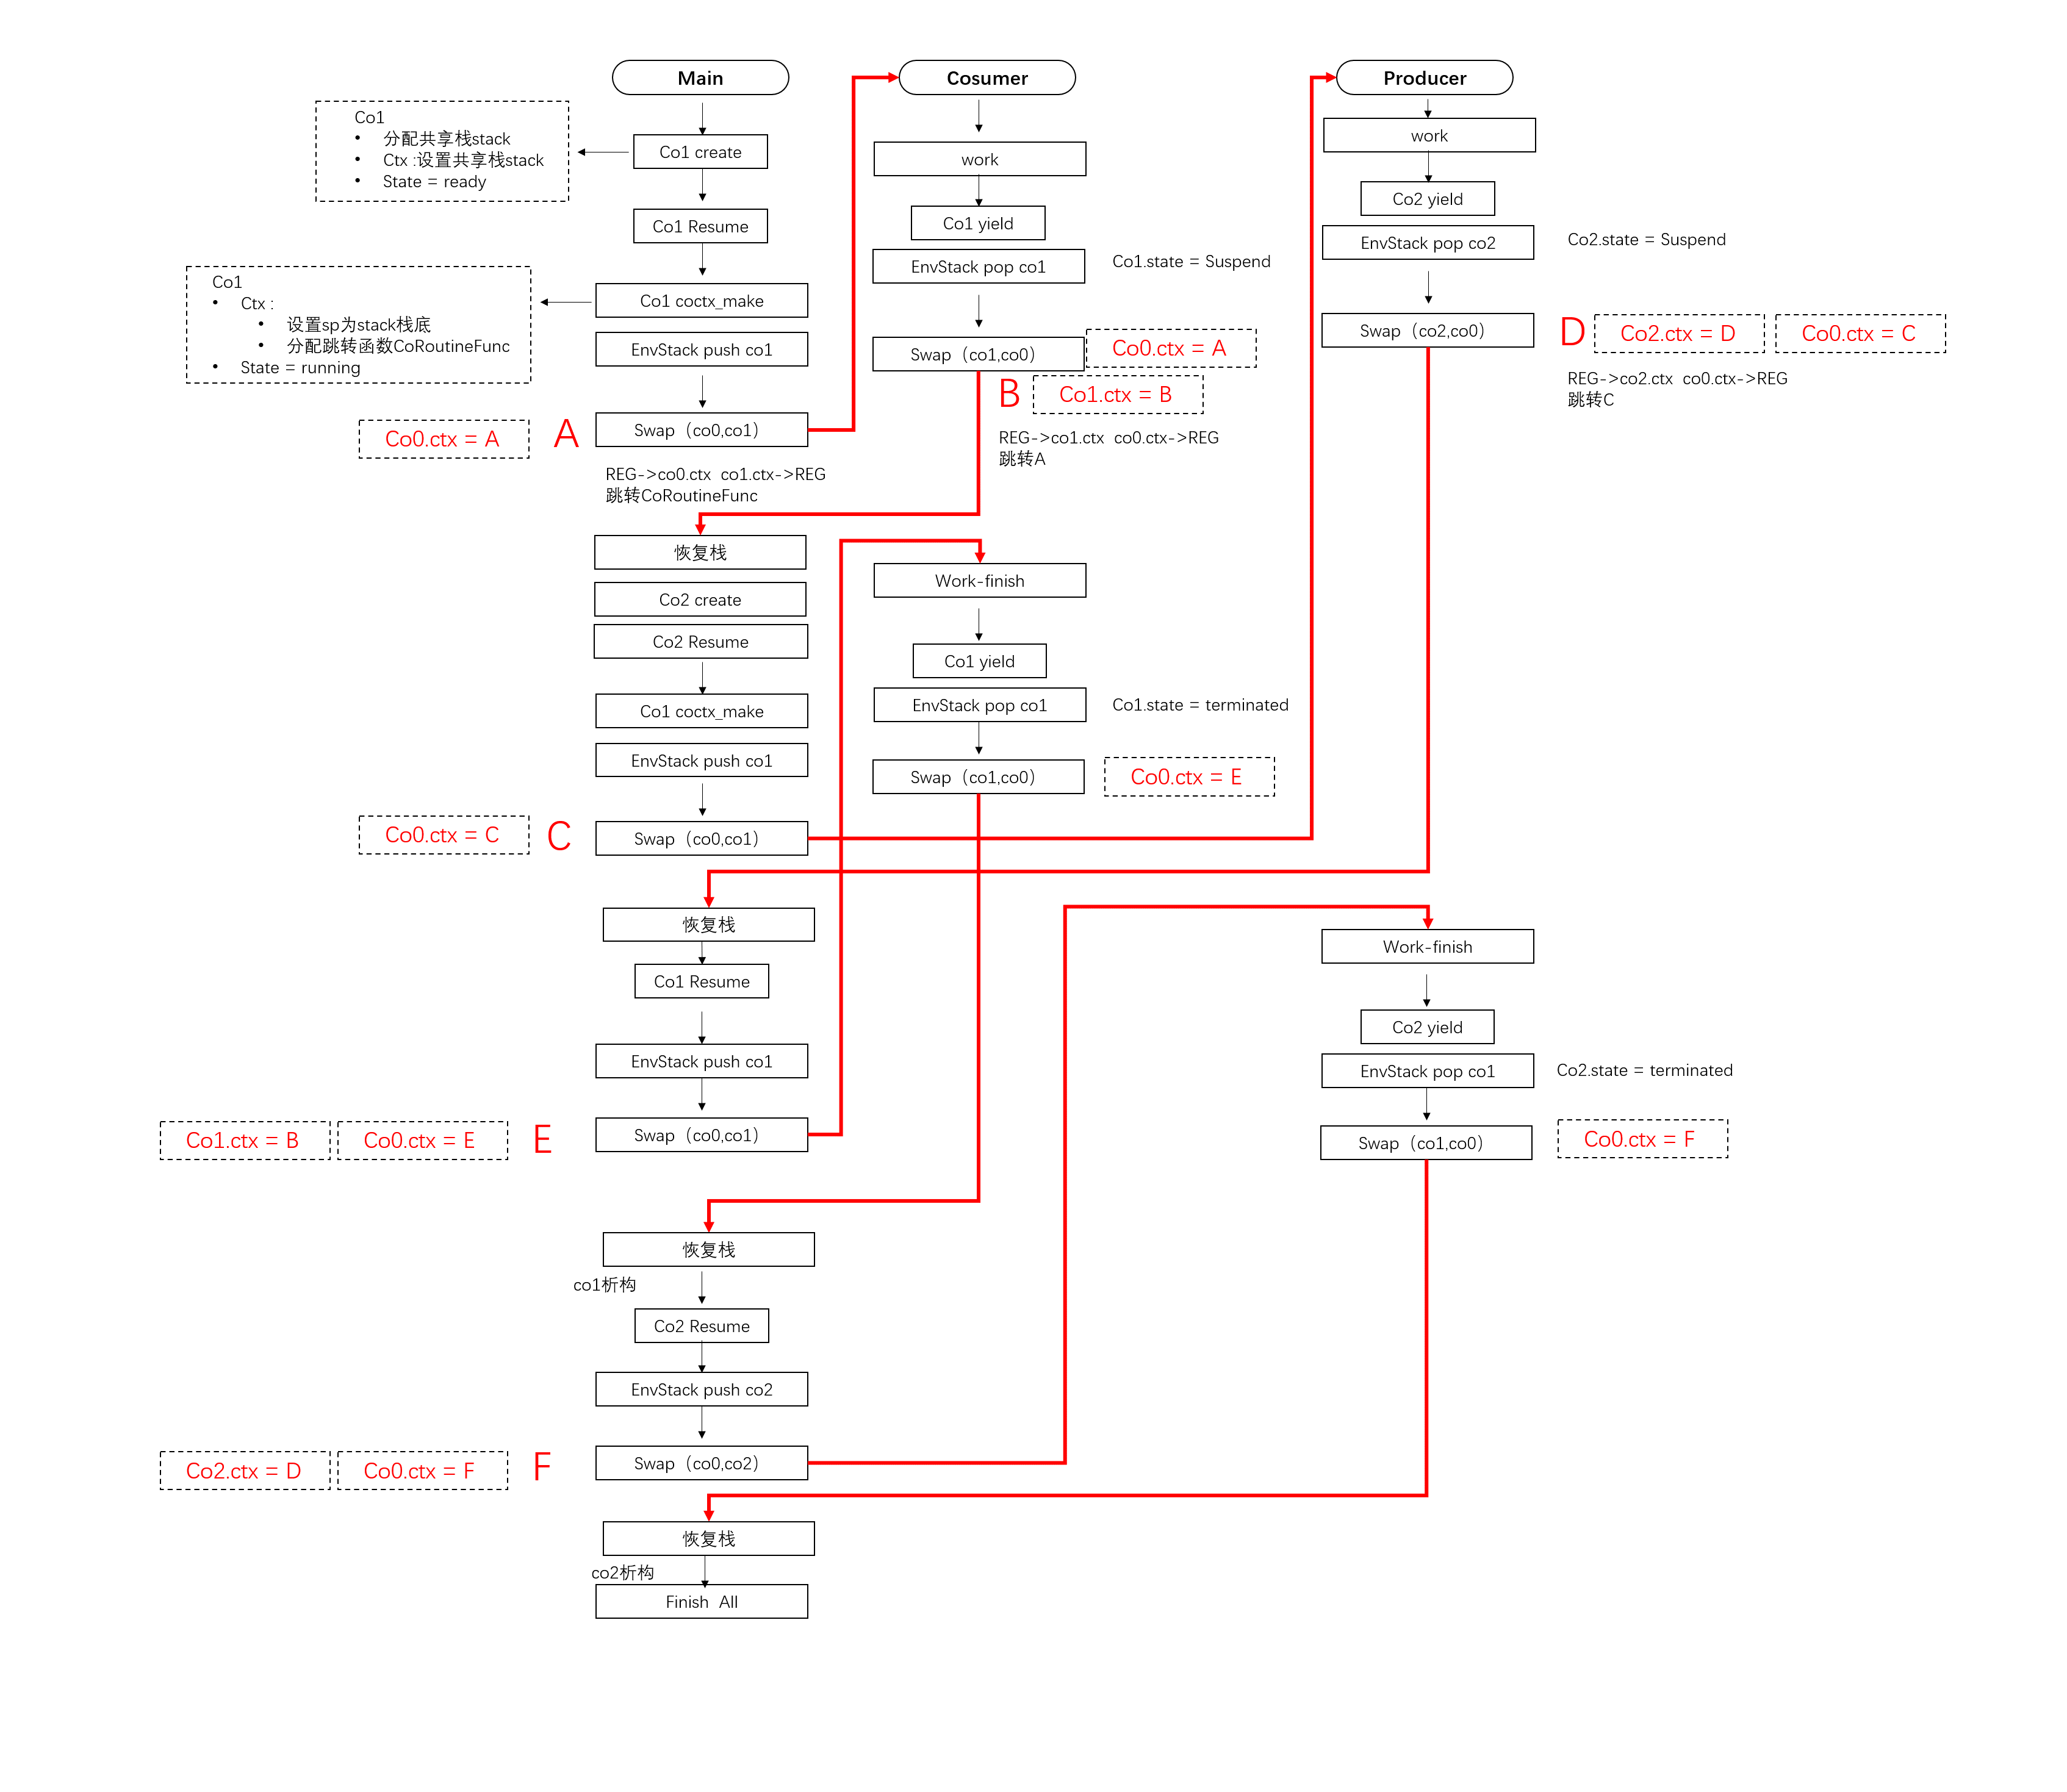 Main
Co1
• 分配共享栈stack
• Ctx :设置共享栈stack
• State = ready
Co1 create
Co1 Resume
Co1
• Ctx :
• 设置sp为stack栈底
• 分配跳转函数CoRoutineFunc
• State = running
Co1 coctx_make
EnvStack push co1
Co0.ctx = A
A
Swap（co0,co1）
REG->co0.ctx co1.ctx->REG
跳转CoRoutineFunc
Cosumer
work
Co1 yield
EnvStack pop co1
Co1.state = Suspend
Swap（co1,co0）
Co0.ctx = A
B
Co1.ctx = B
REG->co1.ctx co0.ctx->REG
跳转A
Producer
work
Co2 yield
EnvStack pop co2
Co2.state = Suspend
Swap（co2,co0）
D
Co2.ctx = D
Co0.ctx = C
REG->co2.ctx co0.ctx->REG
跳转C
恢复栈
Co2 create
Co2 Resume
Co1 coctx_make
EnvStack push co1
Co0.ctx = C
C
Swap（co0,co1）
Work-finish
Co1 yield
EnvStack pop co1
Co1.state = terminated
Swap（co1,co0）
Co0.ctx = E
恢复栈
Co1 Resume
EnvStack push co1
Co1.ctx = B
Co0.ctx = E
E
Swap（co0,co1）
Work-finish
Co2 yield
EnvStack pop co1
Co2.state = terminated
Swap（co1,co0）
Co0.ctx = F
恢复栈
co1析构
Co2 Resume
EnvStack push co2
Co2.ctx = D
Co0.ctx = F
F
Swap（co0,co2）
恢复栈
co2析构
Finish All